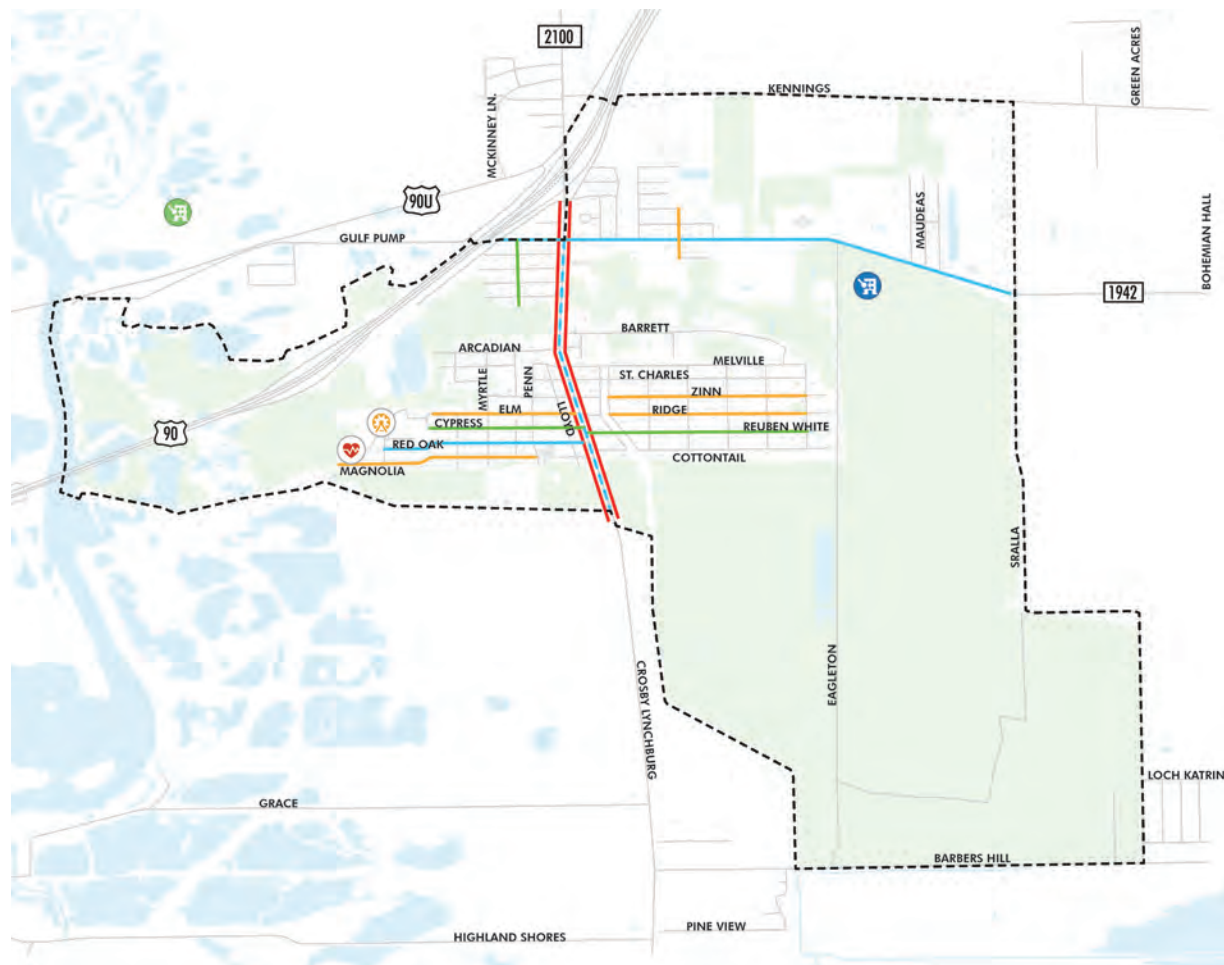 2100
KENNINGS
GREEN ACRES
MCKINNEY LN.
90U
MAUDEAS
BOHEMIAN HALL
GULF PUMP
1942
BARRETT
ARCADIAN
MELVILLE
MYRTLE
PENN
ST. CHARLES
ZINN
LLOYD
ELM
RIDGE
CYPRESS
REUBEN WHITE
90
RED OAK
COTTONTAIL
MAGNOLIA
SRALLA
CROSBY LYNCHBURG
EAGLETON
LOCH KATRIN
GRACE
BARBERS HILL
PINE VIEW
HIGHLAND SHORES